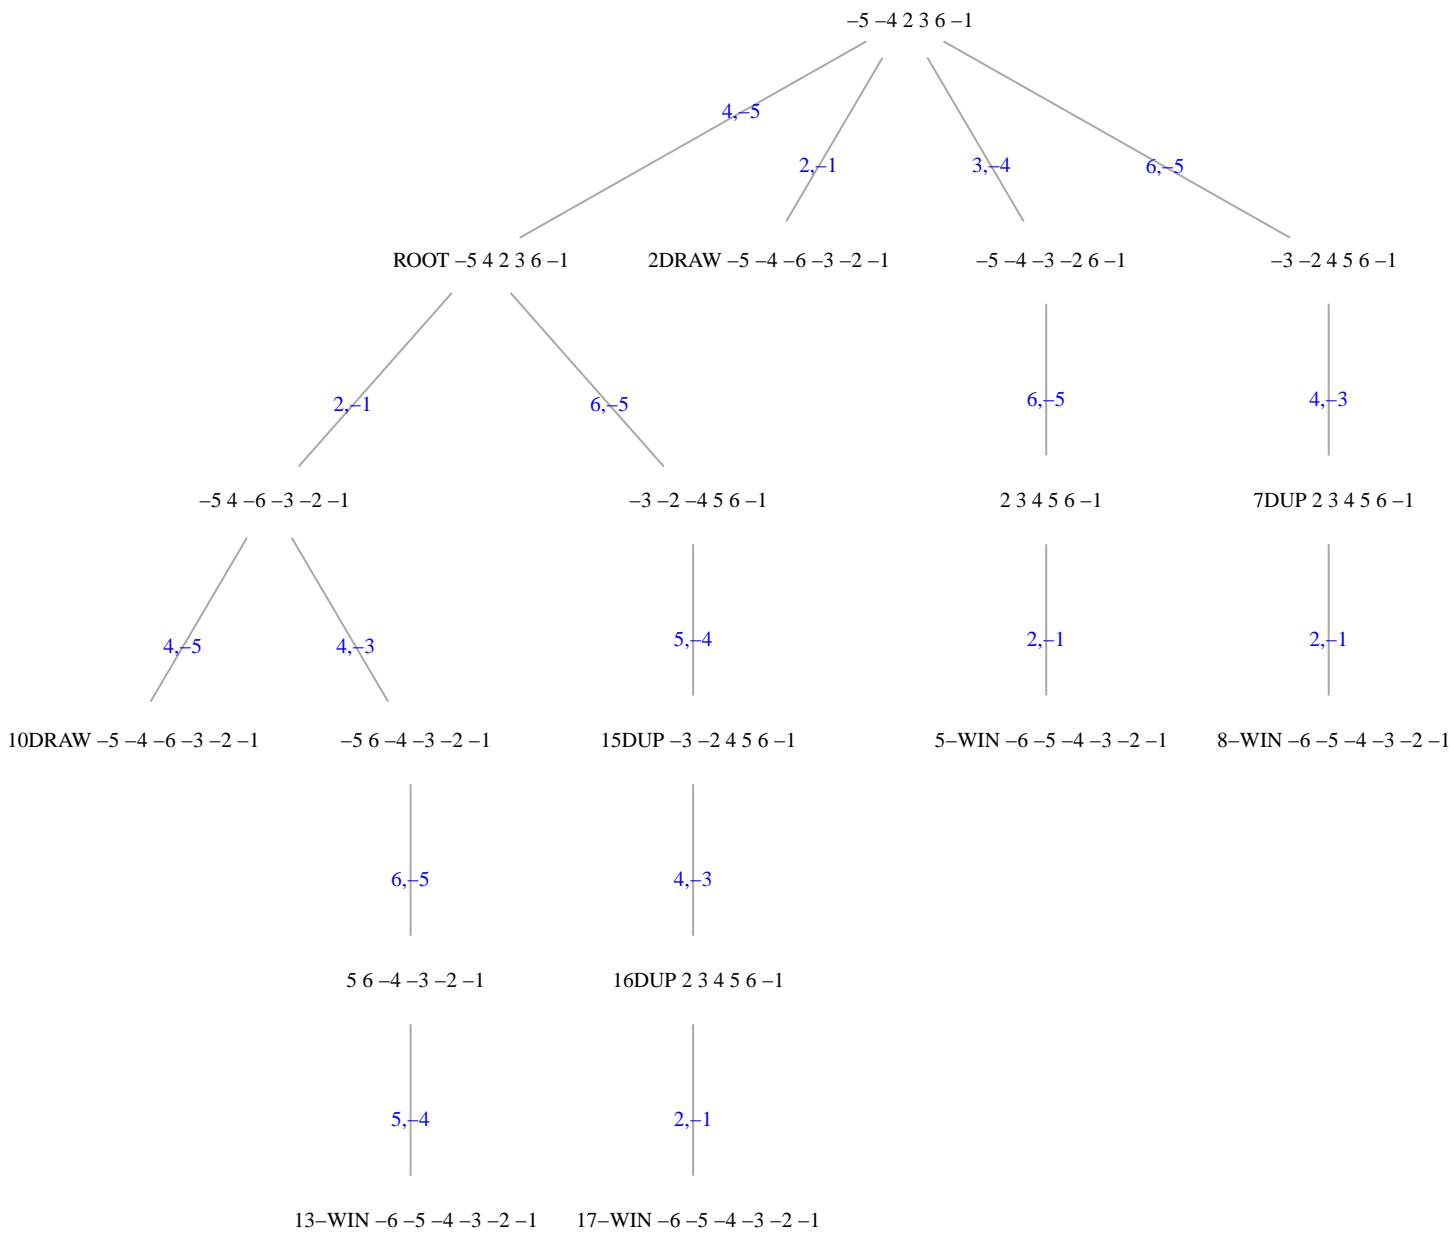 –5 –4 2 3 6 –1
4,–5
2,–1
3,–4
6,–5
ROOT –5 4 2 3 6 –1
2DRAW –5 –4 –6 –3 –2 –1
–5 –4 –3 –2 6 –1
–3 –2 4 5 6 –1
2,–1
6,–5
6,–5
4,–3
–5 4 –6 –3 –2 –1
–3 –2 –4 5 6 –1
2 3 4 5 6 –1
7DUP 2 3 4 5 6 –1
4,–5
4,–3
5,–4
2,–1
2,–1
10DRAW –5 –4 –6 –3 –2 –1
–5 6 –4 –3 –2 –1
15DUP –3 –2 4 5 6 –1
5–WIN –6 –5 –4 –3 –2 –1
8–WIN –6 –5 –4 –3 –2 –1
6,–5
4,–3
5 6 –4 –3 –2 –1
16DUP 2 3 4 5 6 –1
5,–4
2,–1
13–WIN –6 –5 –4 –3 –2 –1
17–WIN –6 –5 –4 –3 –2 –1